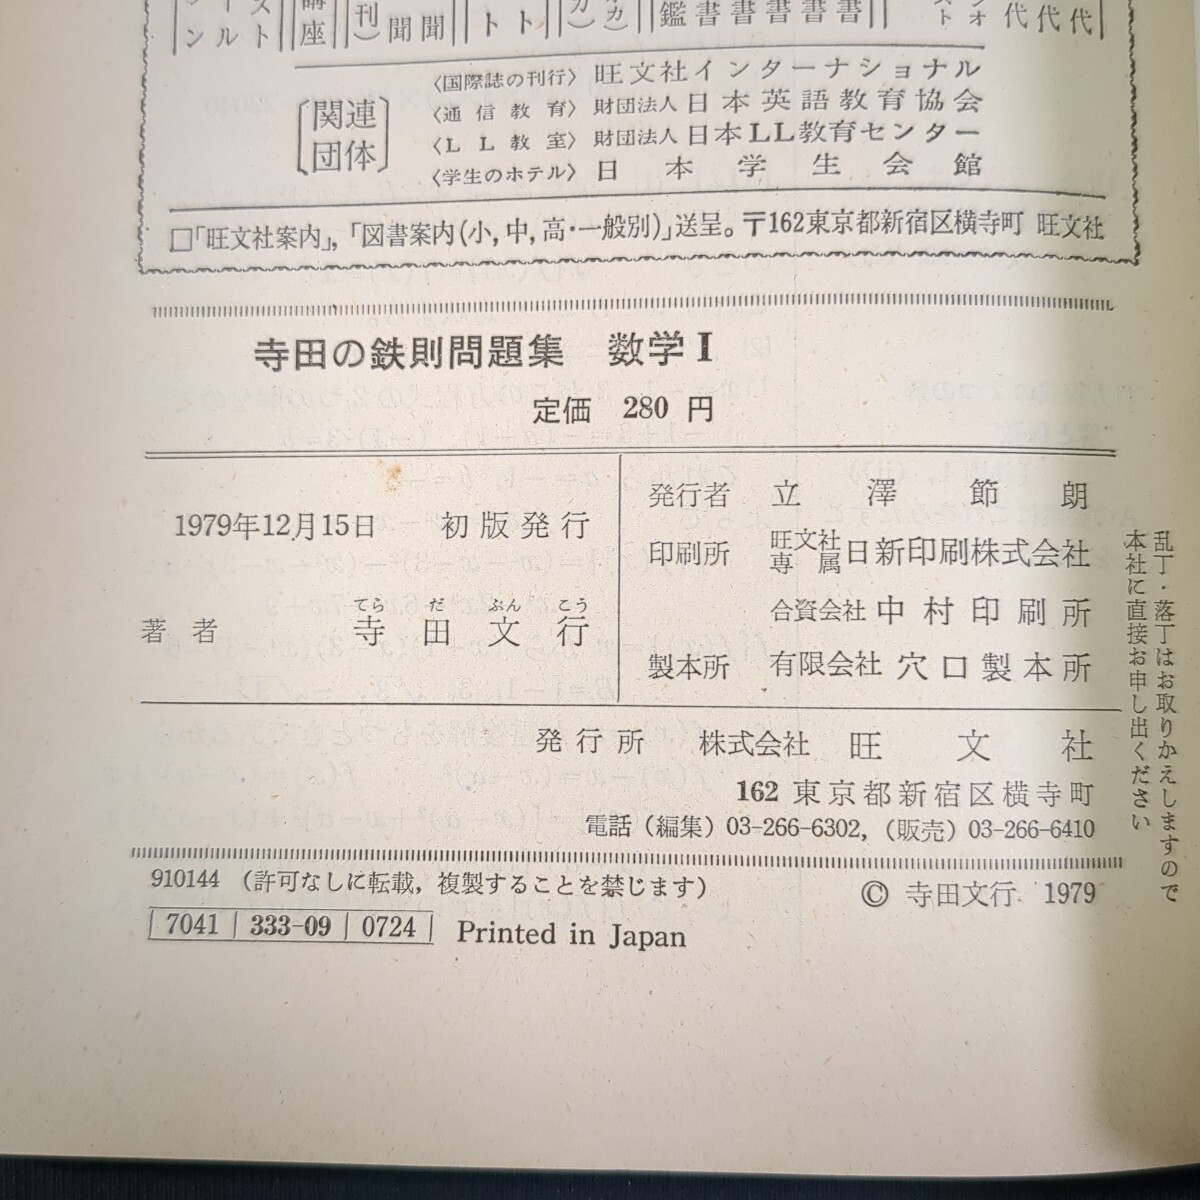 〔関連団体〕
〈国際誌の刊行〉 旺文社インターナショナル
〈通信教育〉 財団法人 日本英語教育協会
〈LL教室〉 財団法人 日本LL教育センター
〈学生のホテル〉 日本学生会館
□「旺文社案内」,「図書案内(小,中,高・一般別)」送呈。〒162東京都新宿区横寺町 旺文社
寺田の鉄則問題集 数学I
定価 280 円
1979年12月15日 初版発行
著者 寺田文行
てら だ ぶん こう
発行者 立澤節朗
印刷所 旺文社専属 日新印刷株式会社
合資会社 中村印刷所
製本所 有限会社 穴口製本所
発行所 株式会社 旺文社
162 東京都新宿区横寺町
電話(編集)03-266-6302,(販売)03-266-6410
乱丁・落丁はお取りかえしますので
本社に直接お申し出ください
910144 (許可なしに転載,複製することを禁じます)
© 寺田文行 1979
7041 333-09 0724 Printed in Japan